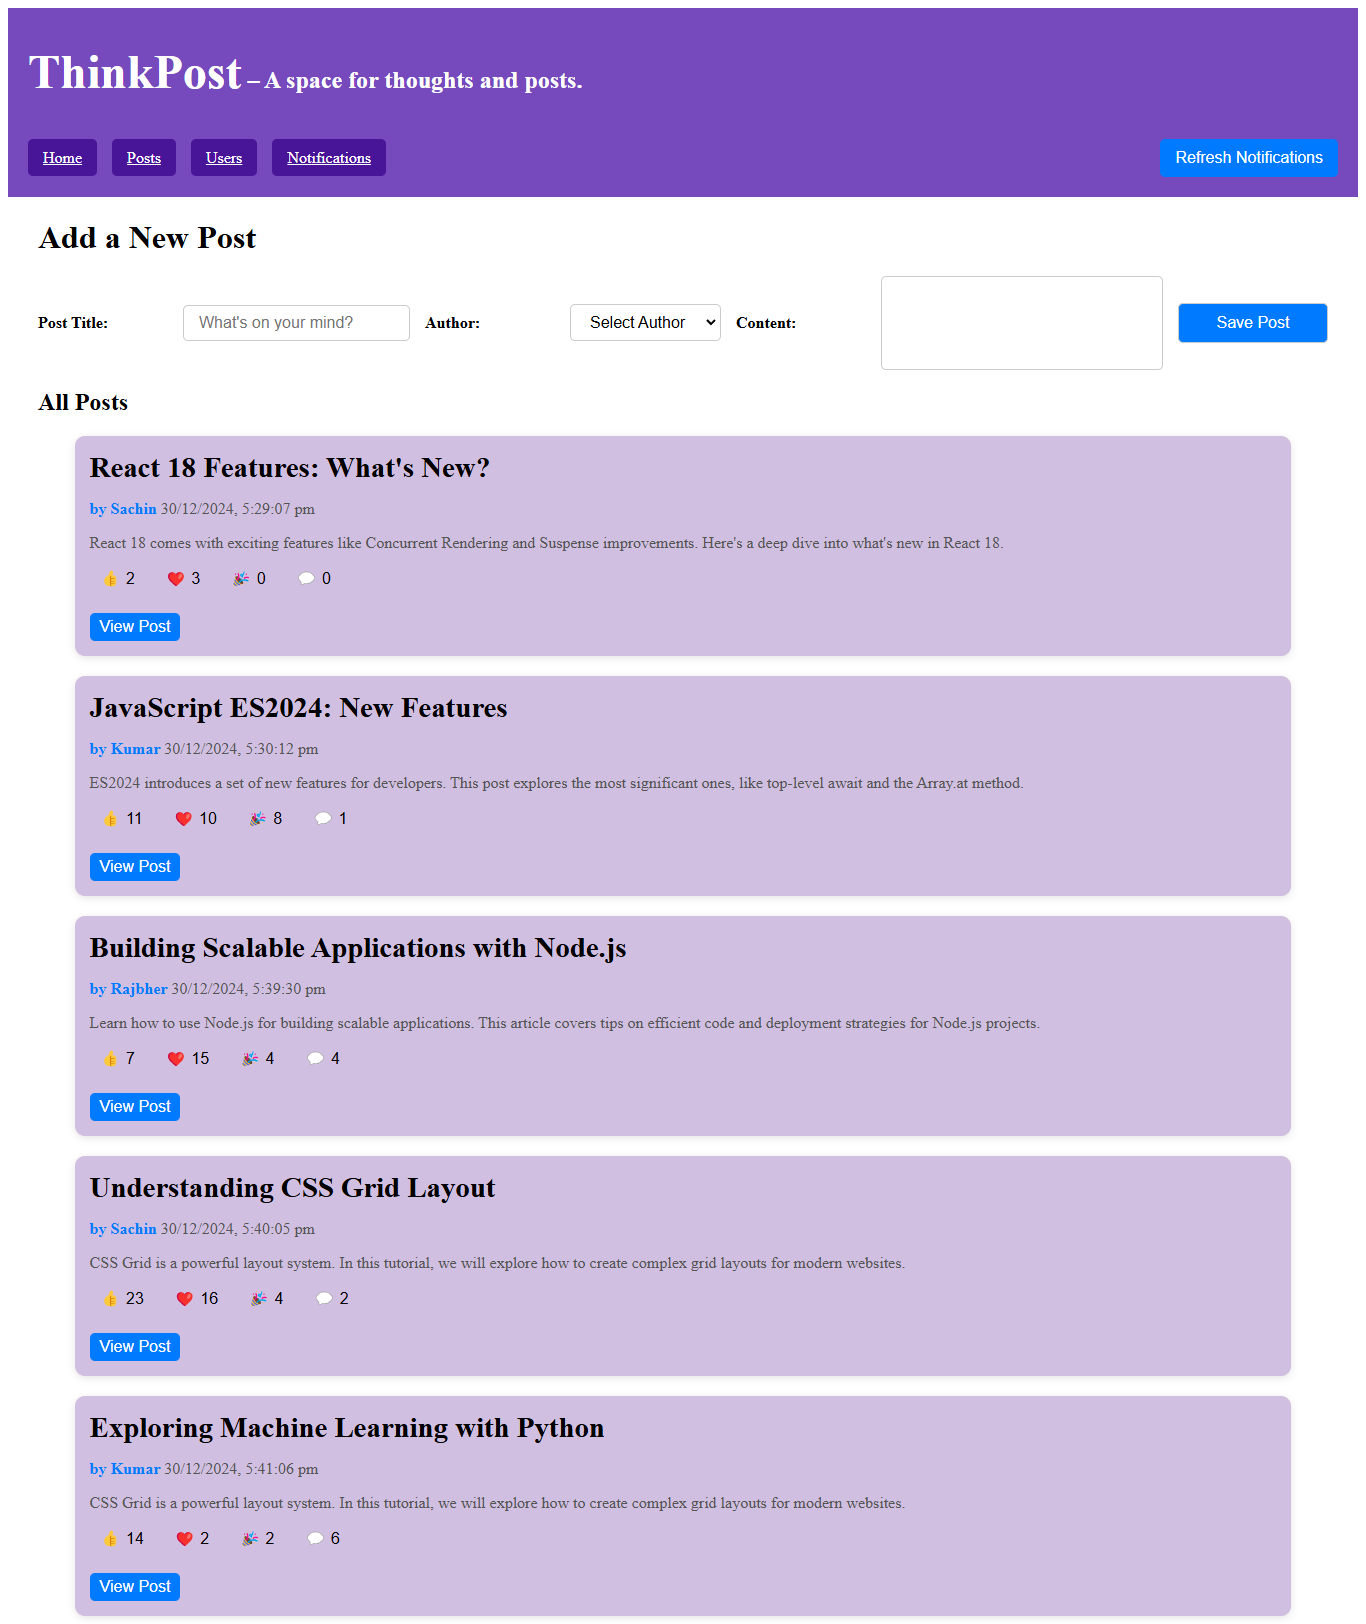 ThinkPost – A space for thoughts and posts.
Home Posts Users Notifications Refresh Notifications
Add a New Post
Post Title: What's on your mind? Author: Select Author Content: Save Post
All Posts
React 18 Features: What's New?
by Sachin 30/12/2024, 5:29:07 pm
React 18 comes with exciting features like Concurrent Rendering and Suspense improvements. Here's a deep dive into what's new in React 18.
👍 2 ❤️ 3 🎉 0 💬 0
View Post
JavaScript ES2024: New Features
by Kumar 30/12/2024, 5:30:12 pm
ES2024 introduces a set of new features for developers. This post explores the most significant ones, like top-level await and the Array.at method.
👍 11 ❤️ 10 🎉 8 💬 1
View Post
Building Scalable Applications with Node.js
by Rajbher 30/12/2024, 5:39:30 pm
Learn how to use Node.js for building scalable applications. This article covers tips on efficient code and deployment strategies for Node.js projects.
👍 7 ❤️ 15 🎉 4 💬 4
View Post
Understanding CSS Grid Layout
by Sachin 30/12/2024, 5:40:05 pm
CSS Grid is a powerful layout system. In this tutorial, we will explore how to create complex grid layouts for modern websites.
👍 23 ❤️ 16 🎉 4 💬 2
View Post
Exploring Machine Learning with Python
by Kumar 30/12/2024, 5:41:06 pm
CSS Grid is a powerful layout system. In this tutorial, we will explore how to create complex grid layouts for modern websites.
👍 14 ❤️ 2 🎉 2 💬 6
View Post